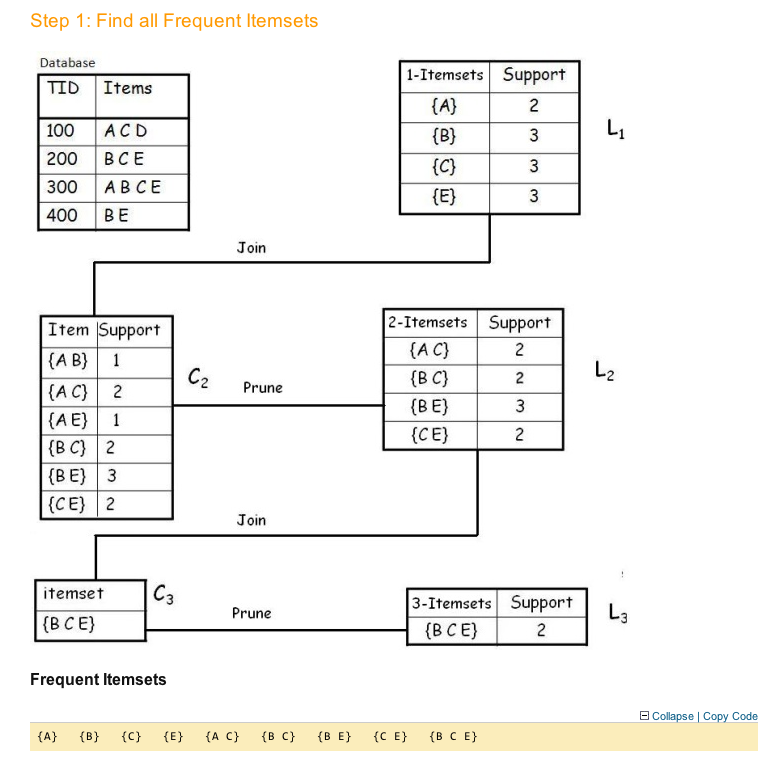 Step 1: Find all Frequent Itemsets
Database
TID Items
100 A C D
200 B C E
300 A B C E
400 B E
1-Itemsets Support
{A} 2
{B} 3
{C} 3
{E} 3
L1
Join
Item Support
{A B} 1
{A C} 2
{A E} 1
{B C} 2
{B E} 3
{C E} 2
C2
Prune
2-Itemsets Support
{A C} 2
{B C} 2
{B E} 3
{C E} 2
L2
Join
itemset
{B C E}
C3
Prune
3-Itemsets Support
{B C E} 2
L3
Frequent Itemsets
Collapse | Copy Code
{A} {B} {C} {E} {A C} {B C} {B E} {C E} {B C E}